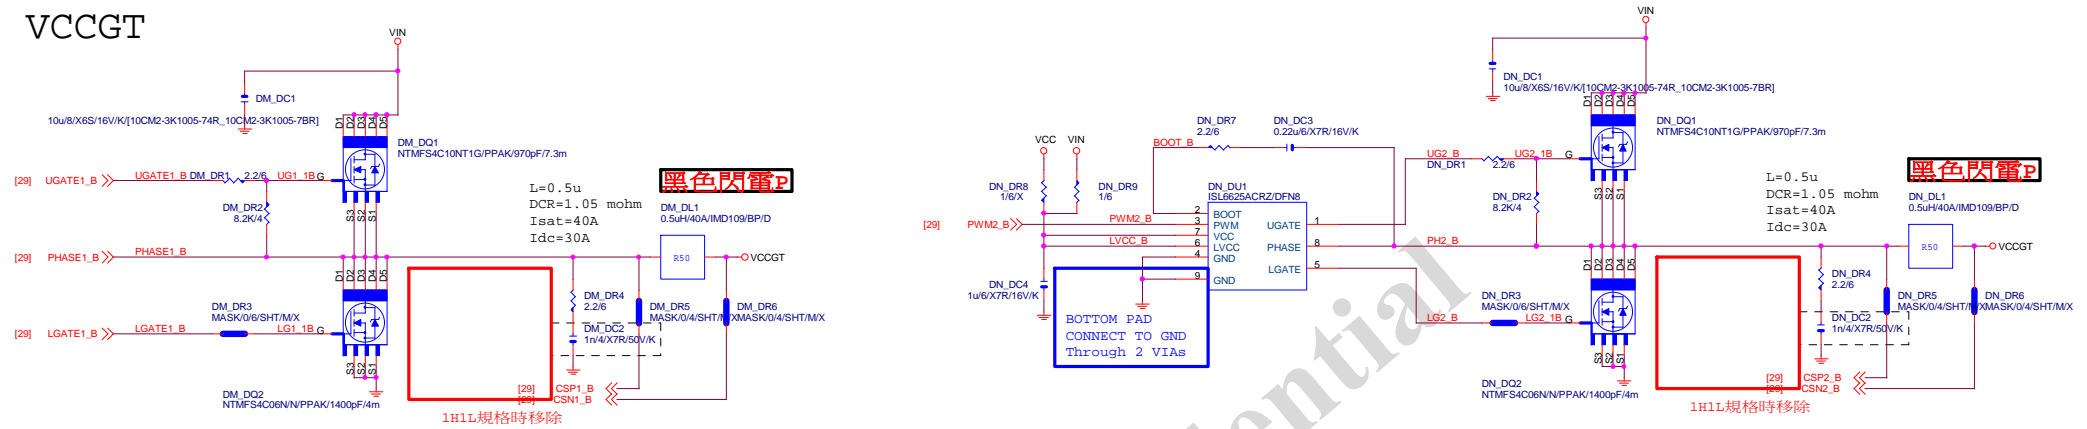 VCCGT
VIN
DM_DC1
10u/8/X6S/16V/K/[10CM2-3K1005-74R_10CM2-3K1005-7BR]
D1
D2
D3
D4
D5
DM_DQ1
NTMFS4C10NT1G/PPAK/970pF/7.3m
[29] UGATE1_B
UGATE1_B
DM_DR1
2.2/6
UG1_1B
G
DM_DR2
8.2K/4
S3
S2
S1
L=0.5u
DCR=1.05 mohm
Isat=40A
Idc=30A
黑色閃電P
DM_DL1
0.5uH/40A/IMD109/BP/D
R50
VCCGT
[29] PHASE1_B
PHASE1_B
D1
D2
D3
D4
D5
DM_DR3
MASK/0/6/SHT/M/X
[29] LGATE1_B
LGATE1_B
LG1_1B
G
S3
S2
S1
DM_DQ2
NTMFS4C06N/N/PPAK/1400pF/4m
DM_DR4
2.2/6
DM_DR5
MASK/0/4/SHT/M/X
DM_DR6
MASK/0/4/SHT/M/X
DM_DC2
1n/4/X7R/50V/K
[29] CSP1_B
[29] CSN1_B
1H1L規格時移除
VCC
VIN
DN_DR7
2.2/6
DN_DC3
0.22u/6/X7R/16V/K
BOOT_B
DN_DR8
1/6/X
DN_DR9
1/6
DN_DU1
ISL6625ACRZ/DFN8
[29] PWM2_B
PWM2_B
LVCC_B
2
3
7
6
4
9
BOOT
PWM
VCC
LVCC
GND
GND
UGATE
PHASE
LGATE
1
8
5
DN_DC4
1u/6/X7R/16V/K
BOTTOM PAD
CONNECT TO GND
Through 2 VIAs
VIN
DN_DC1
10u/8/X6S/16V/K/[10CM2-3K1005-74R_10CM2-3K1005-7BR]
D1
D2
D3
D4
D5
DN_DQ1
NTMFS4C10NT1G/PPAK/970pF/7.3m
UG2_B
DN_DR1
2.2/6
UG2_1B
G
DN_DR2
8.2K/4
S3
S2
S1
L=0.5u
DCR=1.05 mohm
Isat=40A
Idc=30A
黑色閃電P
DN_DL1
0.5uH/40A/IMD109/BP/D
R50
VCCGT
PH2_B
D1
D2
D3
D4
D5
DN_DR3
MASK/0/6/SHT/M/X
LG2_B
LG2_1B
G
S3
S2
S1
DN_DQ2
NTMFS4C06N/N/PPAK/1400pF/4m
DN_DR4
2.2/6
DN_DR5
MASK/0/4/SHT/M/X
DN_DR6
MASK/0/4/SHT/M/X
DN_DC2
1n/4/X7R/50V/K
[29] CSP2_B
CSN2_B
1H1L規格時移除